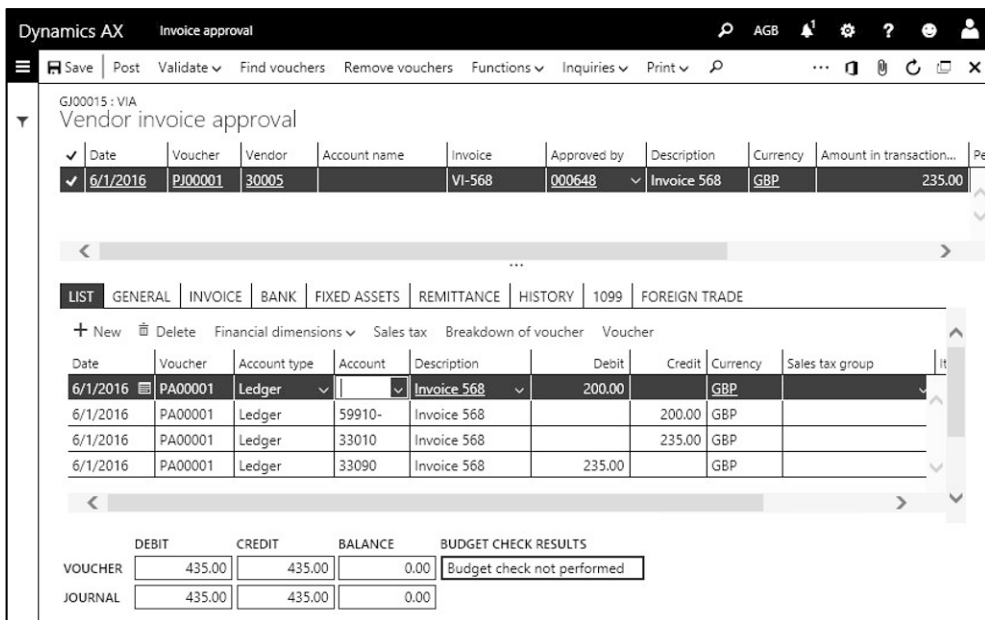 Dynamics AX Invoice approval AGB 1 ?
Save Post Validate Find vouchers Remove vouchers Functions Inquiries Print ...
GJ00015 : VIA
Vendor invoice approval
Date Voucher Vendor Account name Invoice Approved by Description Currency Amount in transaction... Pe
6/1/2016 PJ00001 30005 VI-568 000648 Invoice 568 GBP 235.00
...
LIST GENERAL INVOICE BANK FIXED ASSETS REMITTANCE HISTORY 1099 FOREIGN TRADE
+ New Delete Financial dimensions Sales tax Breakdown of voucher Voucher
Date Voucher Account type Account Description Debit Credit Currency Sales tax group It
6/1/2016 PA00001 Ledger Invoice 568 200.00 GBP
6/1/2016 PA00001 Ledger 59910- Invoice 568 200.00 GBP
6/1/2016 PA00001 Ledger 33010 Invoice 568 235.00 GBP
6/1/2016 PA00001 Ledger 33090 Invoice 568 235.00 GBP
DEBIT CREDIT BALANCE BUDGET CHECK RESULTS
VOUCHER 435.00 435.00 0.00 Budget check not performed
JOURNAL 435.00 435.00 0.00